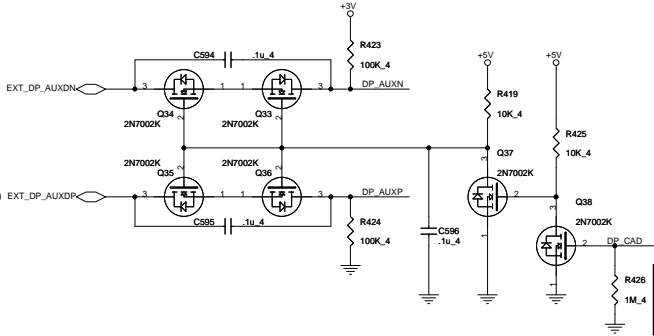 +3V
C594
.1u_4
R423
100K_4
EXT_DP_AUXDN
3
1
1
3
DP_AUXN
+5V
+5V
Q34
Q33
2
2
2N7002K
2N7002K
R419
10K_4
R425
10K_4
2N7002K
2N7002K
Q35
Q36
2
2
3
Q37
2N7002K
EXT_DP_AUXDP
3
1
1
3
DP_AUXP
2
3
Q38
2N7002K
C595
.1u_4
R424
100K_4
C596
.1u_4
1
2
DP_CAD
1
R426
1M_4